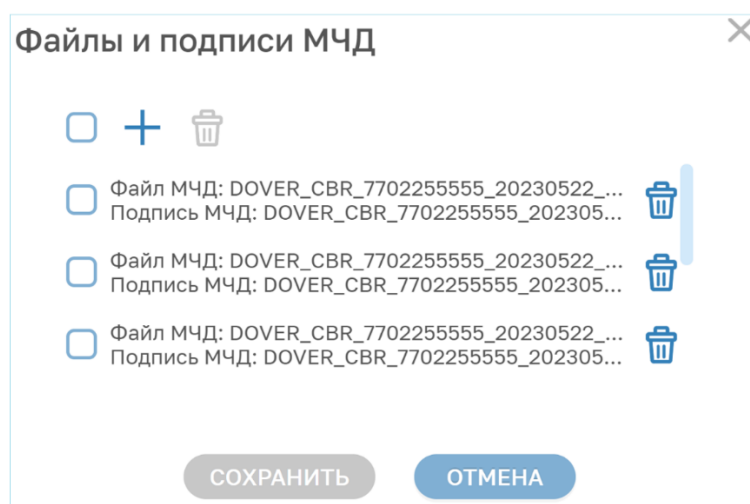 Файлы и подписи МЧД
Файл МЧД: DOVER_CBR_7702255555_20230522_...
Подпись МЧД: DOVER_CBR_7702255555_202305...
Файл МЧД: DOVER_CBR_7702255555_20230522_...
Подпись МЧД: DOVER_CBR_7702255555_202305...
Файл МЧД: DOVER_CBR_7702255555_20230522_...
Подпись МЧД: DOVER_CBR_7702255555_202305...
СОХРАНИТЬ ОТМЕНА